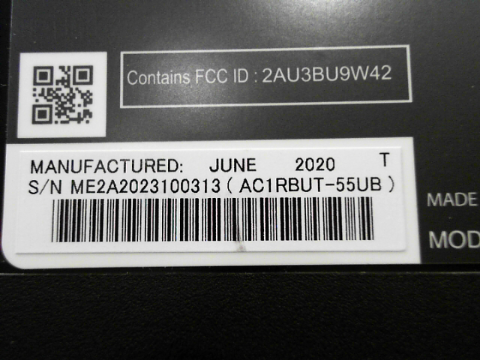 Contains FCC ID : 2AU3BU9W42
MANUFACTURED: JUNE 2020 T
S/N ME2A2023100313 ( AC1RBUT-55UB )
MADE
MOD